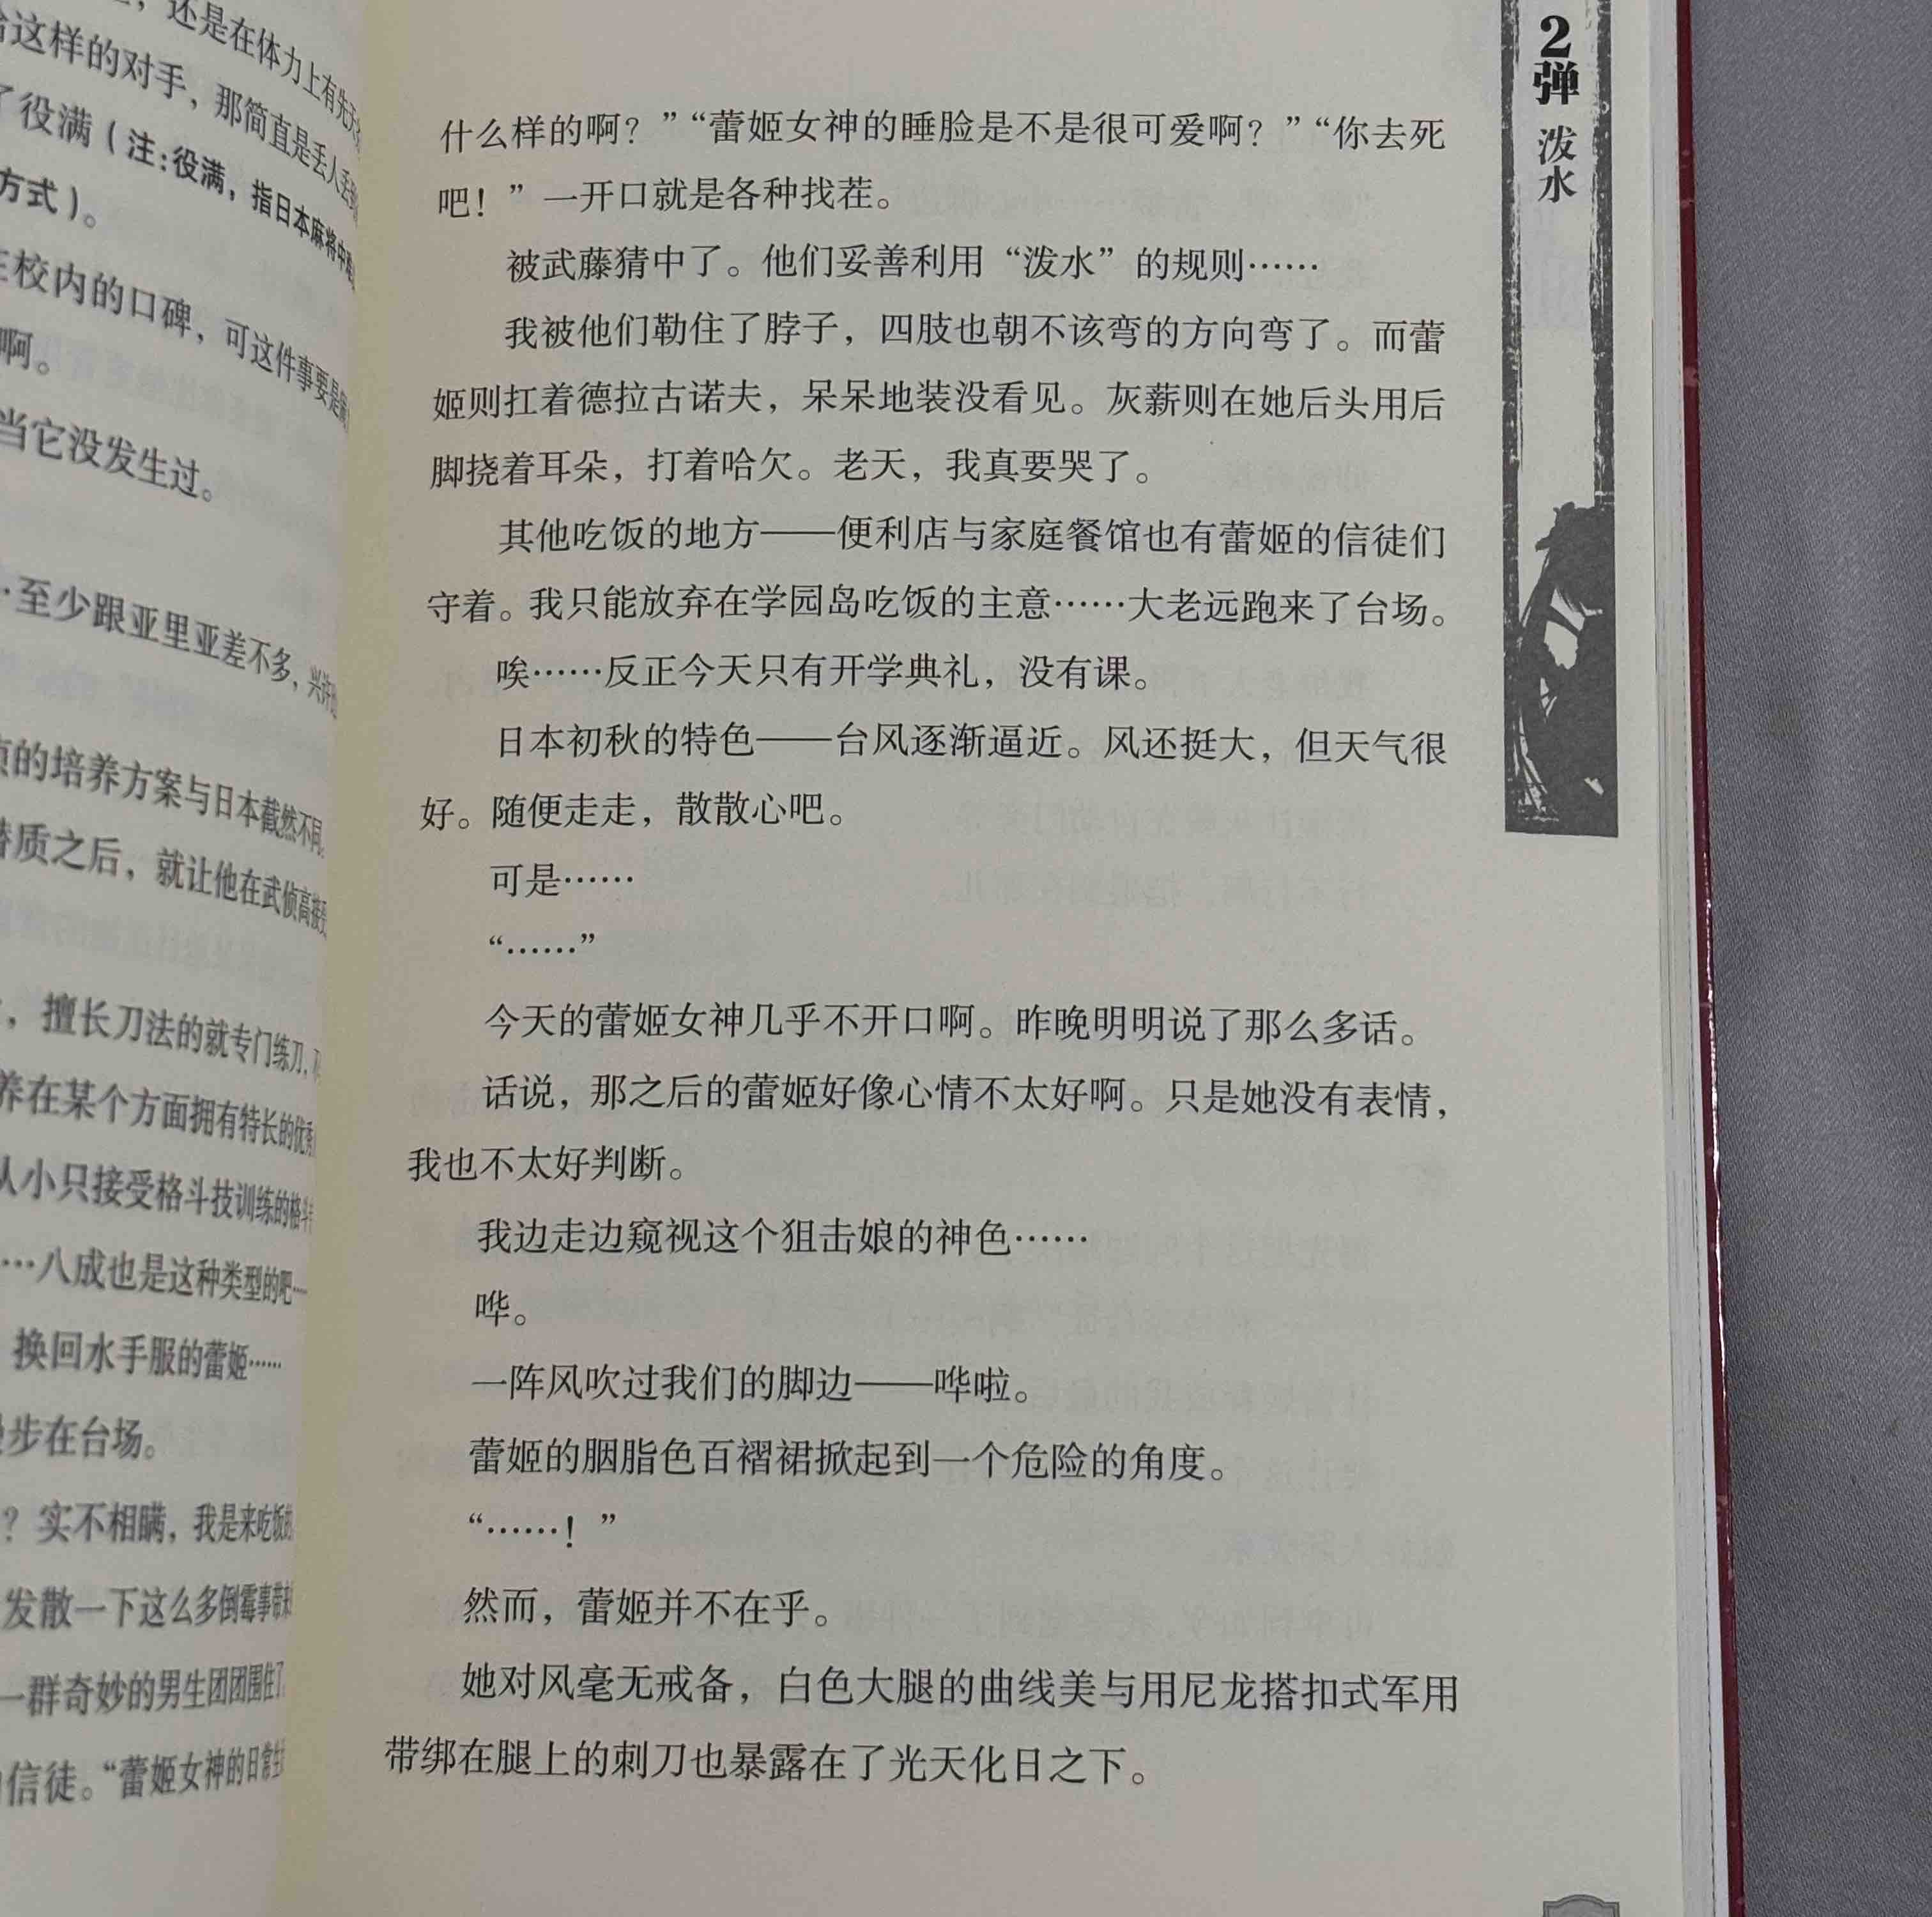 ，还是在体力上有先天
这样的对手，那简直是丢人丢
了役满（注：役满，指日本麻将中
方式）。
校内的口碑，可这件事要是
啊。
当它没发生过。
·至少跟亚里亚差不多，兴许
的培养方案与日本截然不同。
质之后，就让他在武侦高接受
，擅长刀法的就专门练刀，
养在某个方面拥有特长的优秀
从小只接受格斗技训练的格斗
…八成也是这种类型的吧…
换回水手服的蕾姬……
步在台场。
？实不相瞒，我是来吃饭的
发散一下这么多倒霉事带来
一群奇妙的男生团团围住了
信徒。“蕾姬女神的日常生
什么样的啊？”“蕾姬女神的睡脸是不是很可爱啊？”“你去死
吧！”一开口就是各种找茬。
被武藤猜中了。他们妥善利用“泼水”的规则……
我被他们勒住了脖子，四肢也朝不该弯的方向弯了。而蕾
姬则扛着德拉古诺夫，呆呆地装没看见。灰薪则在她后头用后
脚挠着耳朵，打着哈欠。老天，我真要哭了。
其他吃饭的地方——便利店与家庭餐馆也有蕾姬的信徒们
守着。我只能放弃在学园岛吃饭的主意……大老远跑来了台场。
唉……反正今天只有开学典礼，没有课。
日本初秋的特色——台风逐渐逼近。风还挺大，但天气很
好。随便走走，散散心吧。
可是……
“……”
今天的蕾姬女神几乎不开口啊。昨晚明明说了那么多话。
话说，那之后的蕾姬好像心情不太好啊。只是她没有表情，
我也不太好判断。
我边走边窥视这个狙击娘的神色……
哗。
一阵风吹过我们的脚边——哗啦。
蕾姬的胭脂色百褶裙掀起到一个危险的角度。
“……！”
然而，蕾姬并不在乎。
她对风毫无戒备，白色大腿的曲线美与用尼龙搭扣式军用
带绑在腿上的刺刀也暴露在了光天化日之下。
2弹 泼水